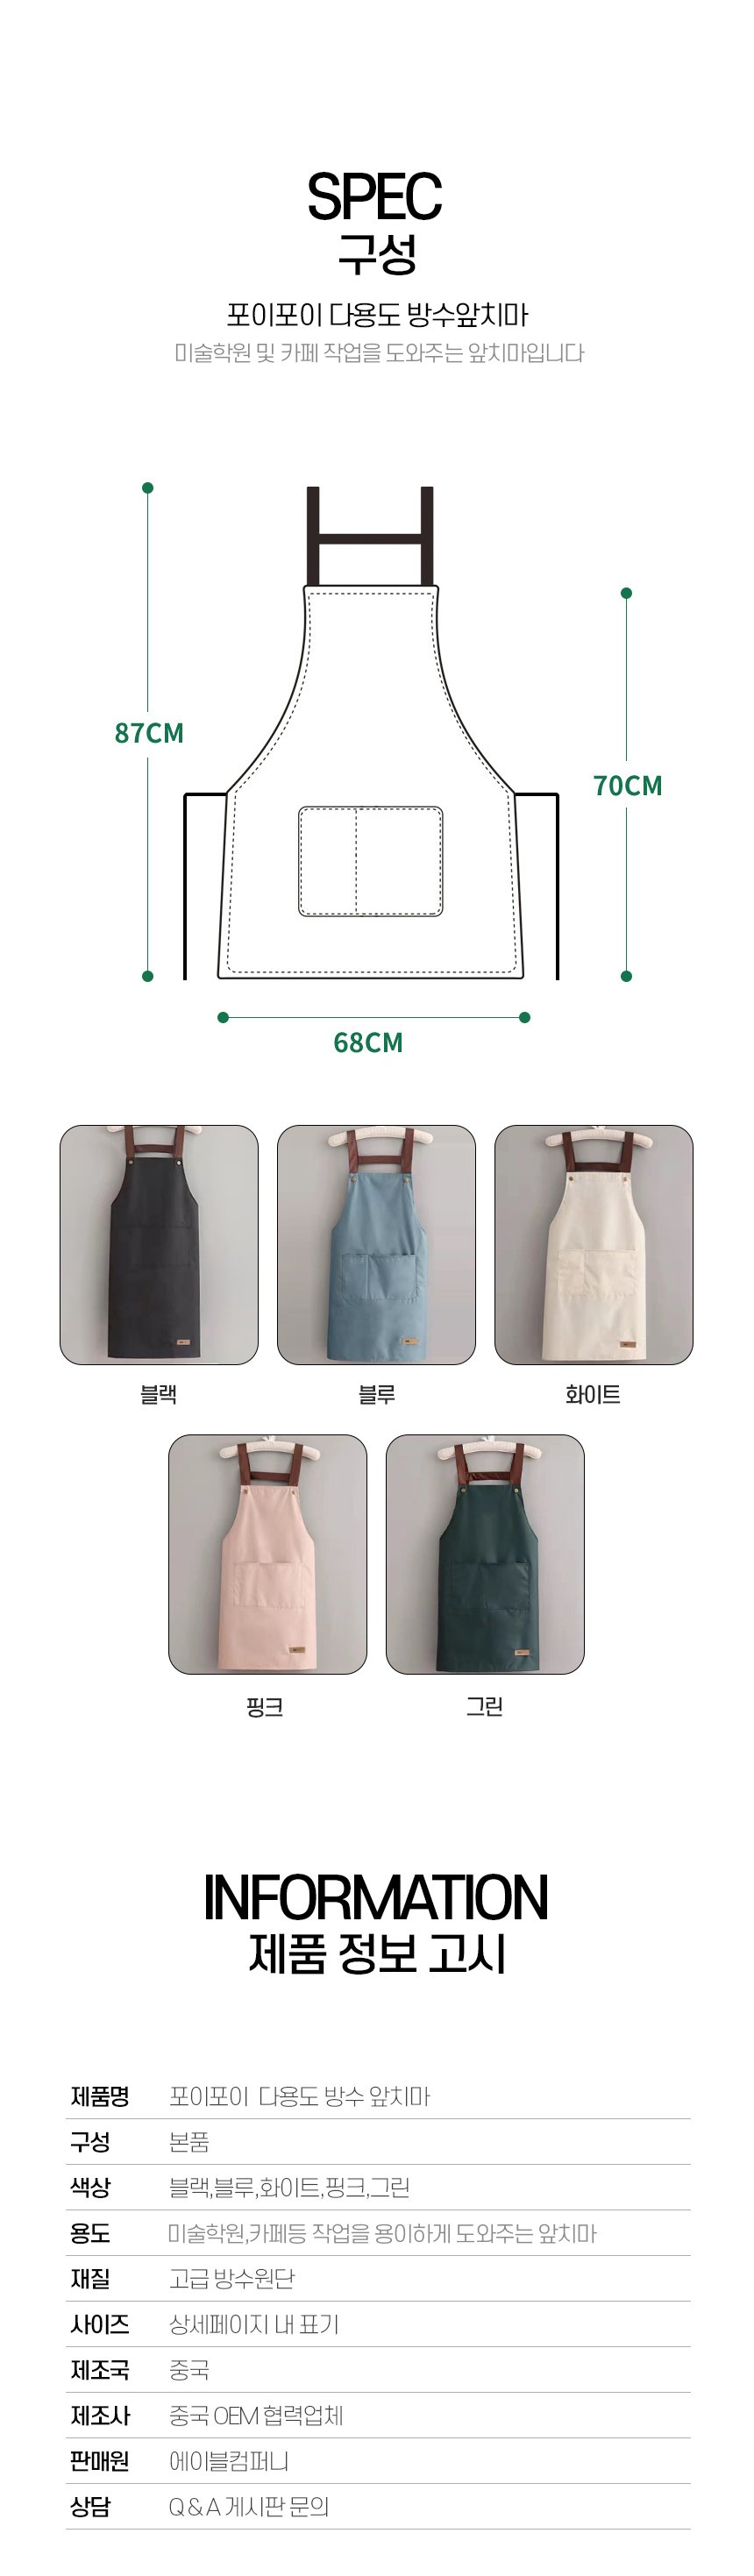 SPEC
구성
포이포이 다용도 방수앞치마
미술학원 및 카페 작업을 도와주는 앞치마입니다
87CM
70CM
68CM
블랙
블루
화이트
핑크
그린
INFORMATION
제품 정보 고시
제품명 포이포이 다용도 방수 앞치마
구성 본품
색상 블랙,블루,화이트,핑크,그린
용도 미술학원,카페등 작업을 용이하게 도와주는 앞치마
재질 고급 방수원단
사이즈 상세페이지 내 표기
제조국 중국
제조사 중국 OEM 협력업체
판매원 에이블컴퍼니
상담 Q & A 게시판 문의